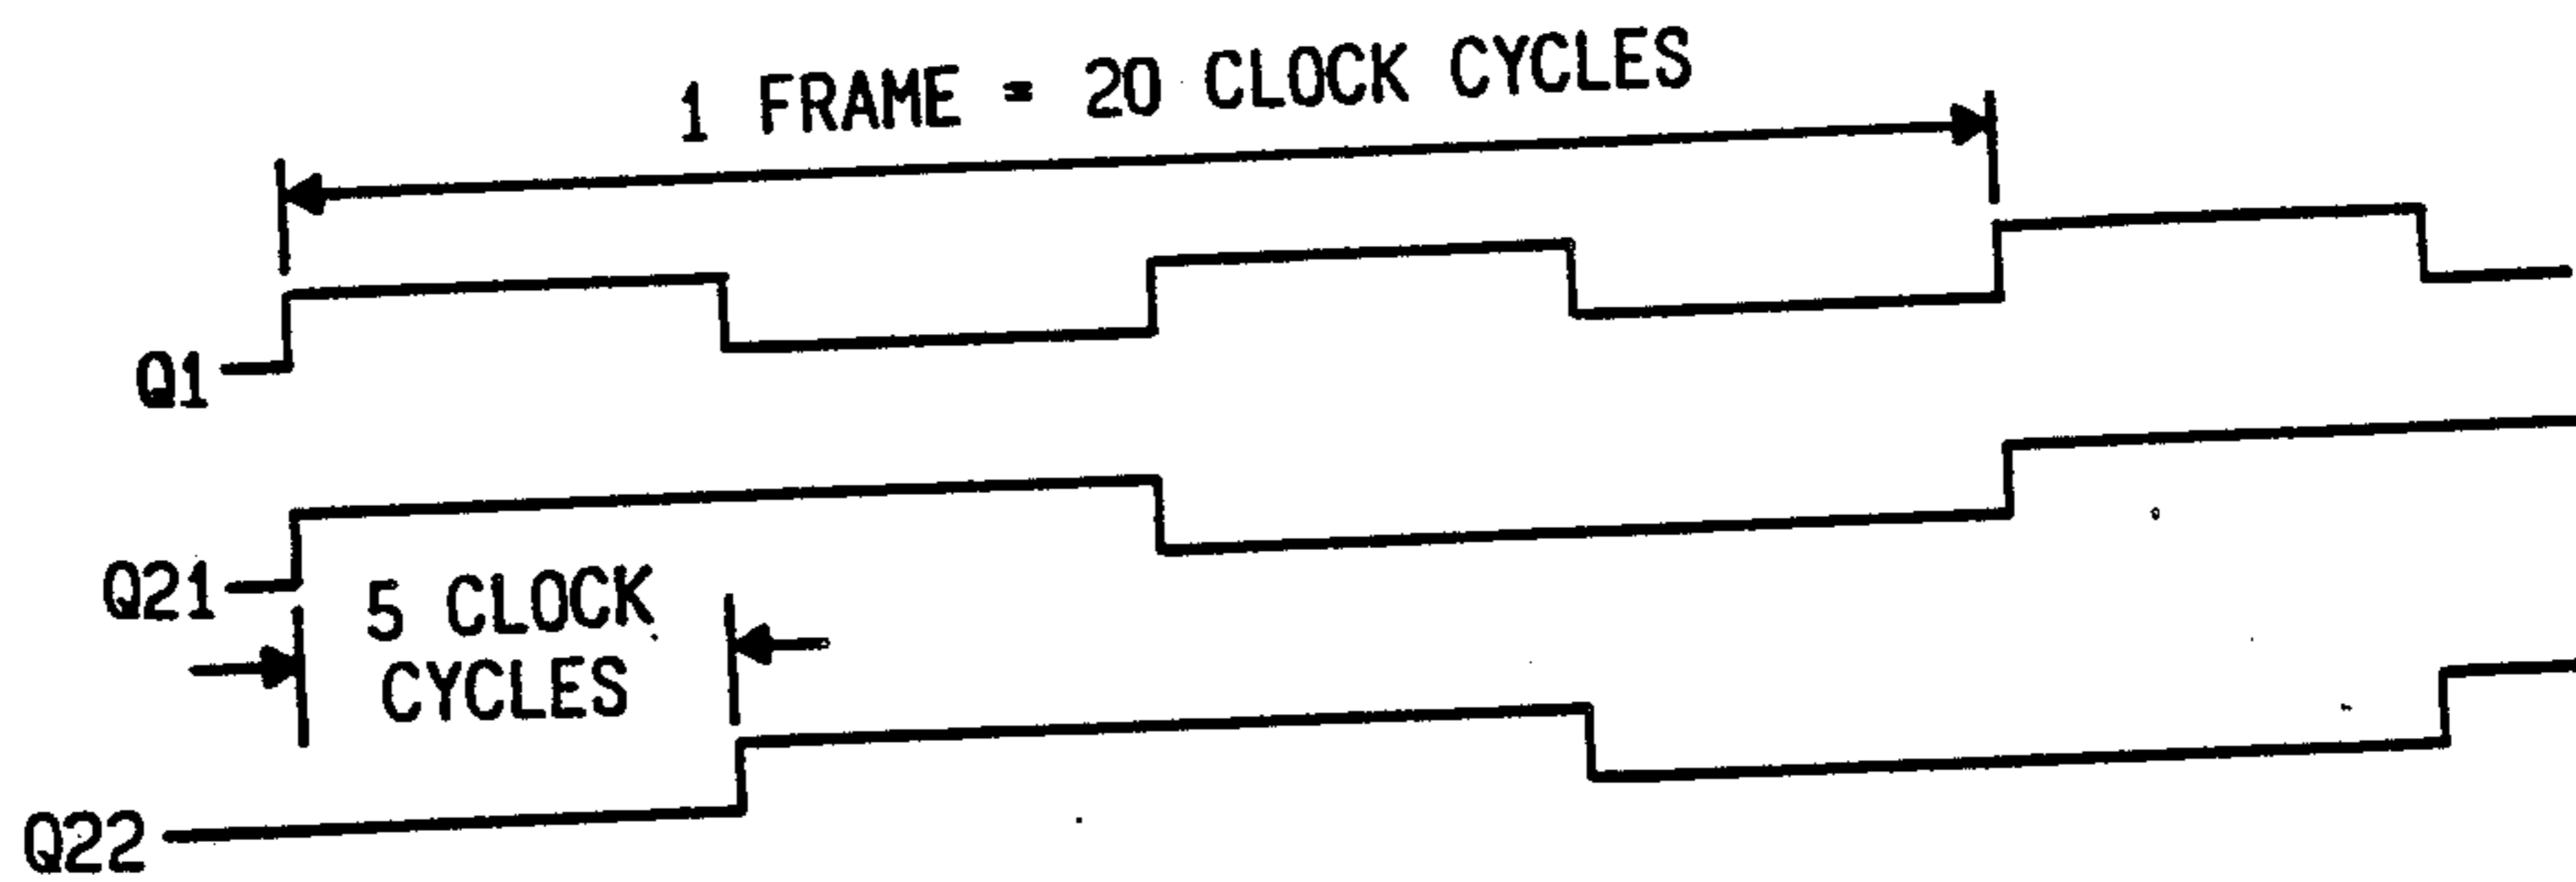 1 FRAME = 20 CLOCK CYCLES
Q1
Q21
5 CLOCK
CYCLES
Q22